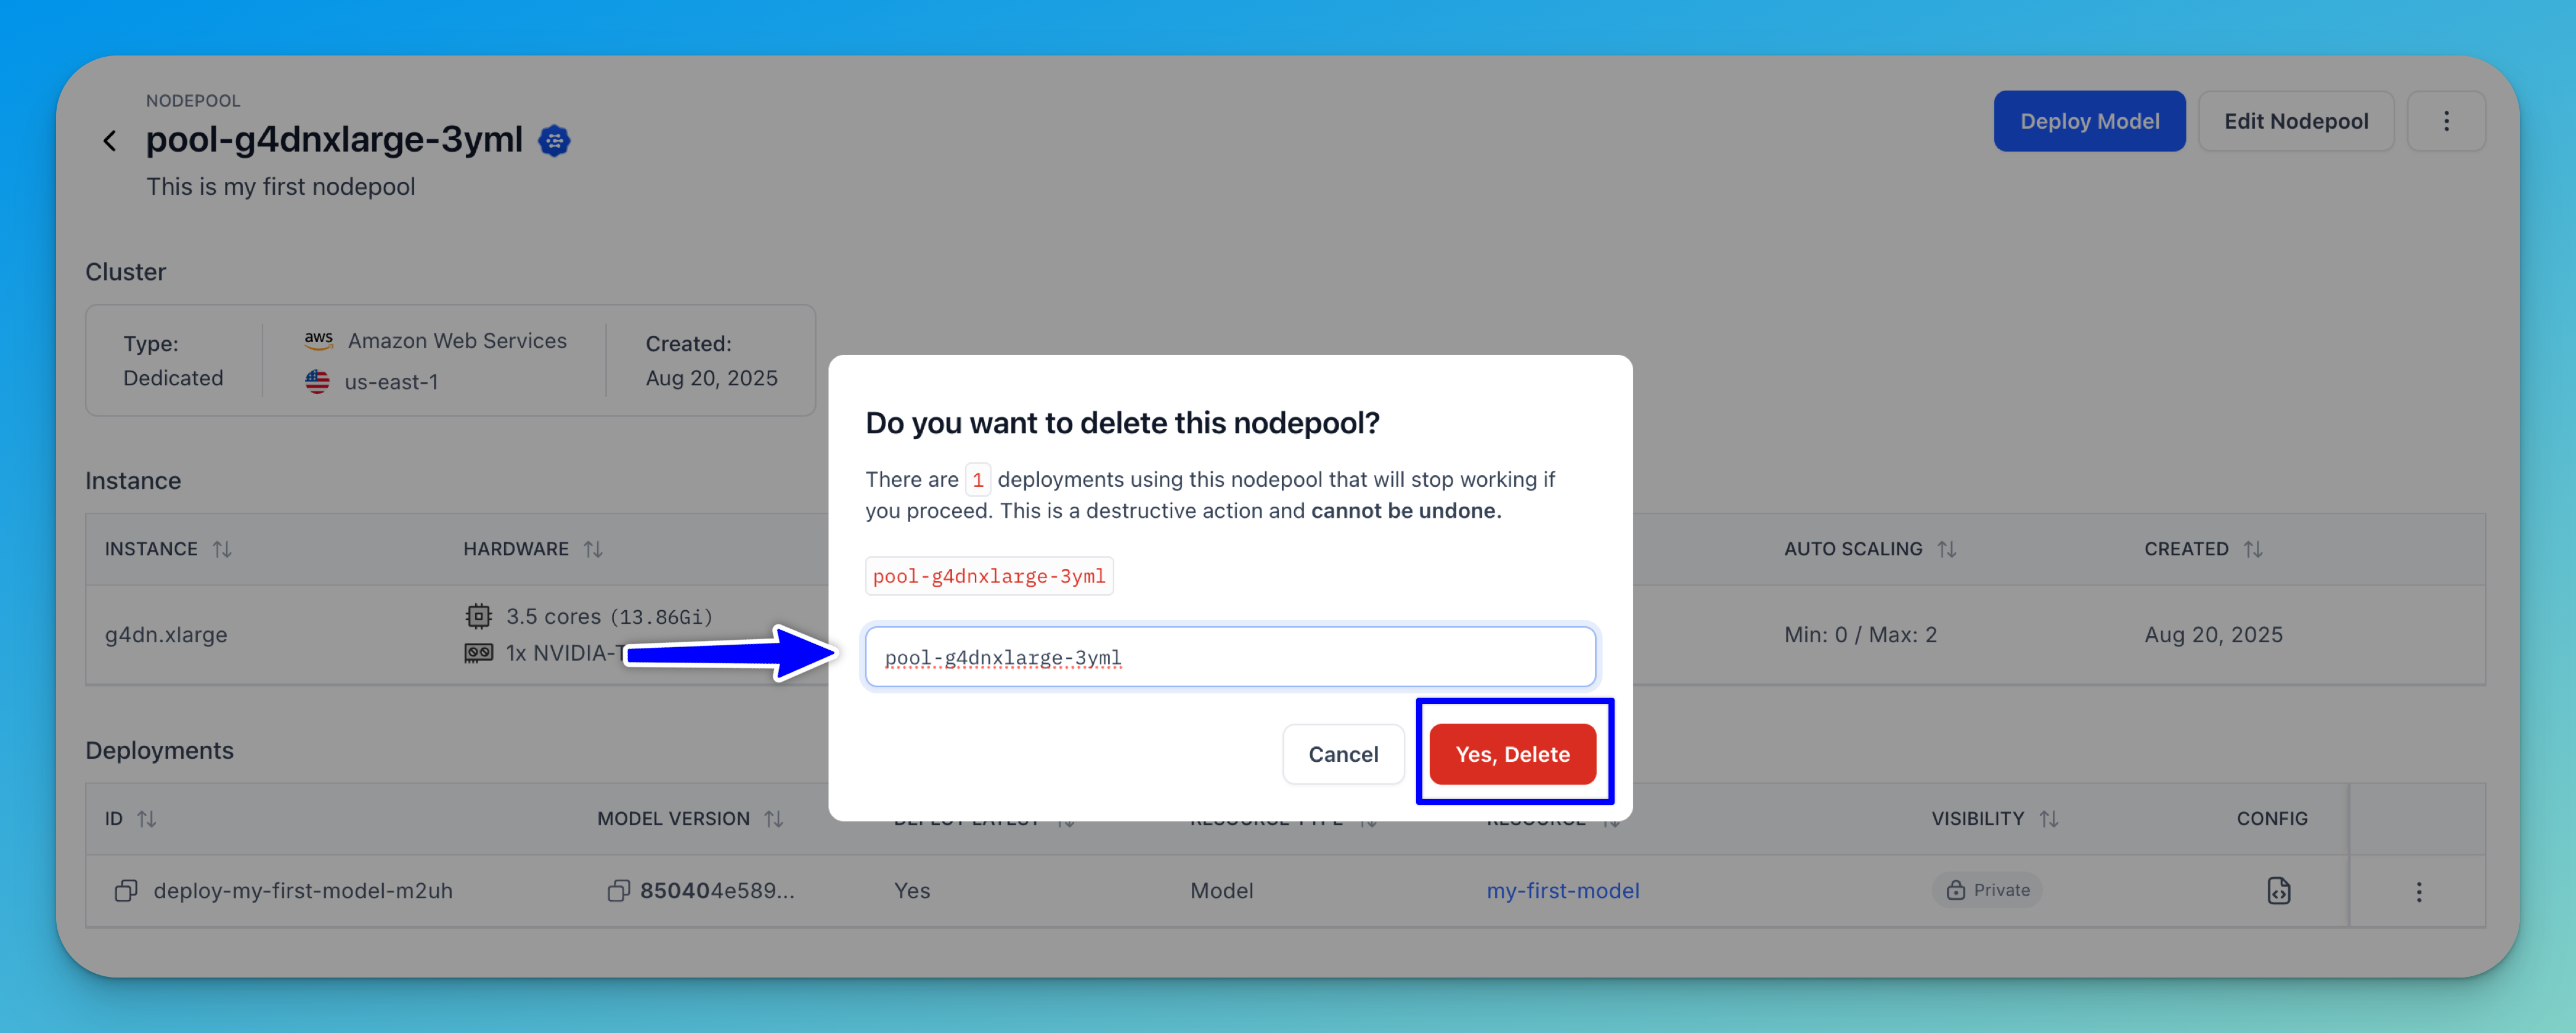 NODEPOOL
pool-g4dnxlarge-3yml
This is my first nodepool
Deploy Model
Edit Nodepool
Cluster
Type:
Dedicated
aws Amazon Web Services
us-east-1
Created:
Aug 20, 2025
Do you want to delete this nodepool?
There are 1 deployments using this nodepool that will stop working if
you proceed. This is a destructive action and cannot be undone.
pool-g4dnxlarge-3yml
pool-g4dnxlarge-3yml
Cancel
Yes, Delete
Instance
INSTANCE HARDWARE AUTO SCALING CREATED
g4dn.xlarge
3.5 cores (13.86Gi)
1x NVIDIA-
Min: 0 / Max: 2
Aug 20, 2025
Deployments
ID MODEL VERSION DEPLOY LATEST RESOURCE TYPE RESOURCE VISIBILITY CONFIG
deploy-my-first-model-m2uh 850404e589... Yes Model my-first-model Private